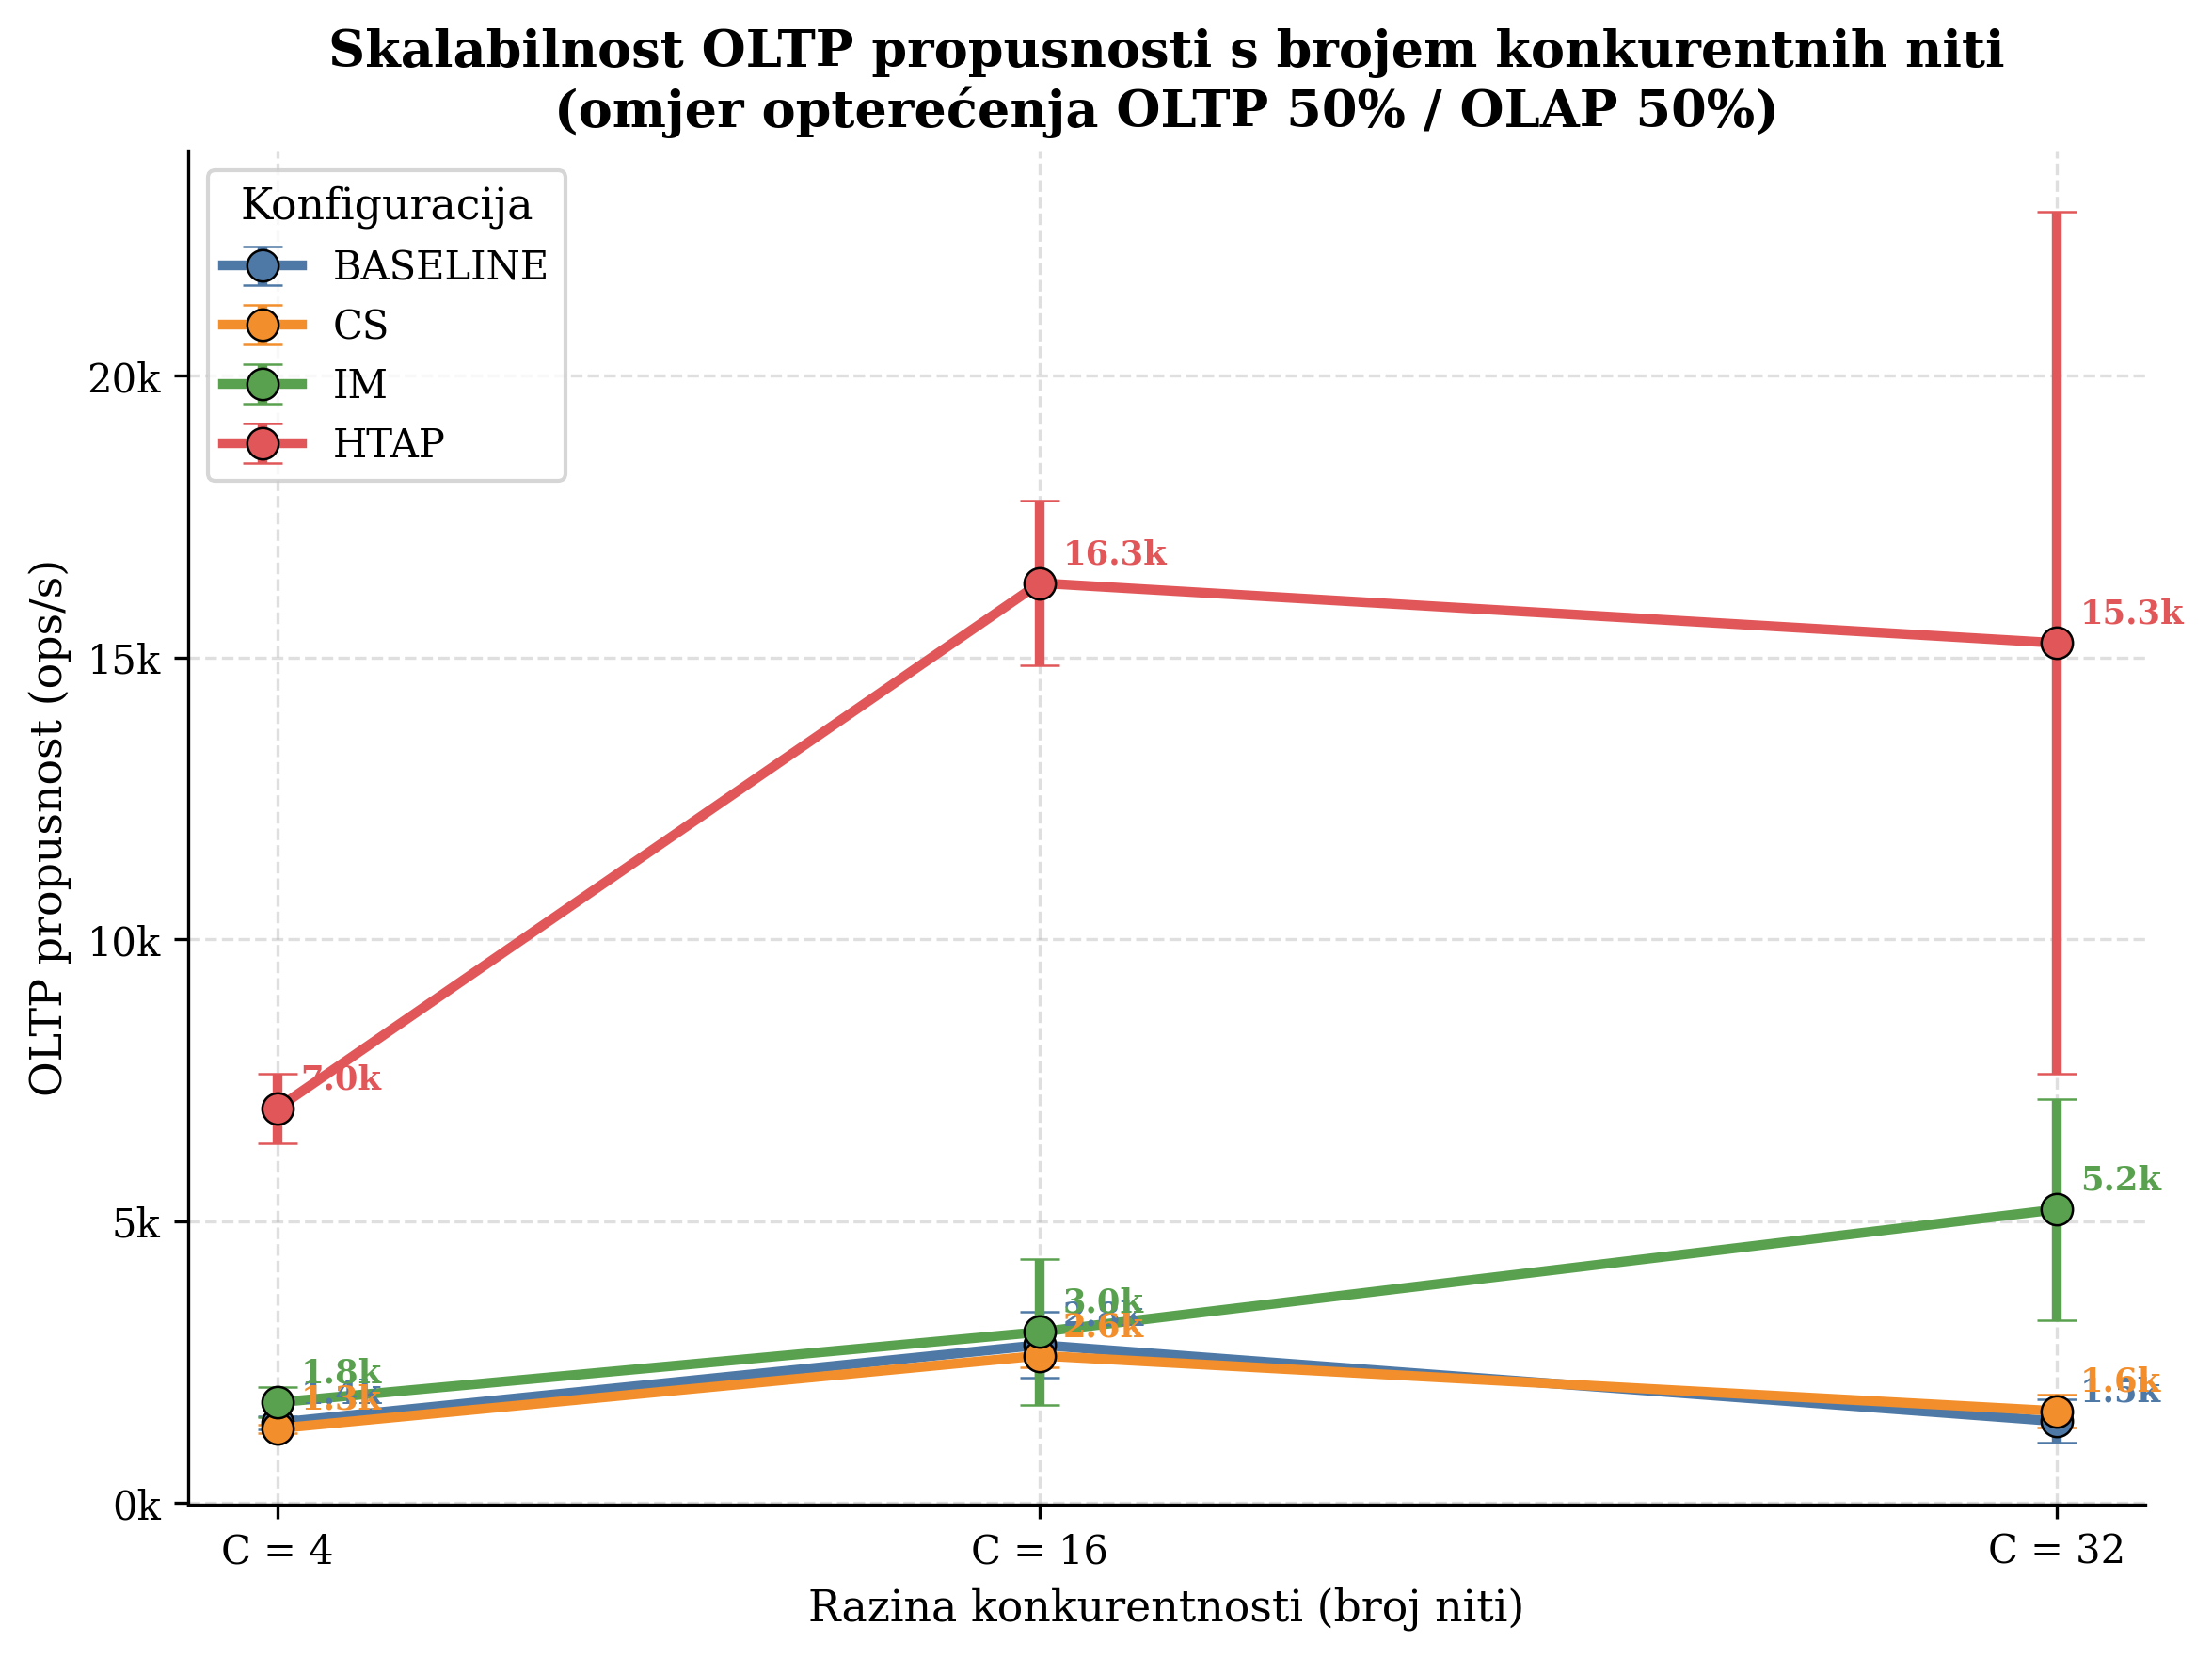 Skalabilnost OLTP propusnosti s brojem konkurentnih niti
(omjer opterećenja OLTP 50% / OLAP 50%)
Konfiguracija
BASELINE
CS
IM
HTAP
OLTP propusnost (ops/s)
20k
15k
10k
5k
0k
16.3k
15.3k
7.0k
5.2k
3.0k
2.6k
1.8k
1.3k
1.6k
1.5k
C = 4
C = 16
C = 32
Razina konkurentnosti (broj niti)